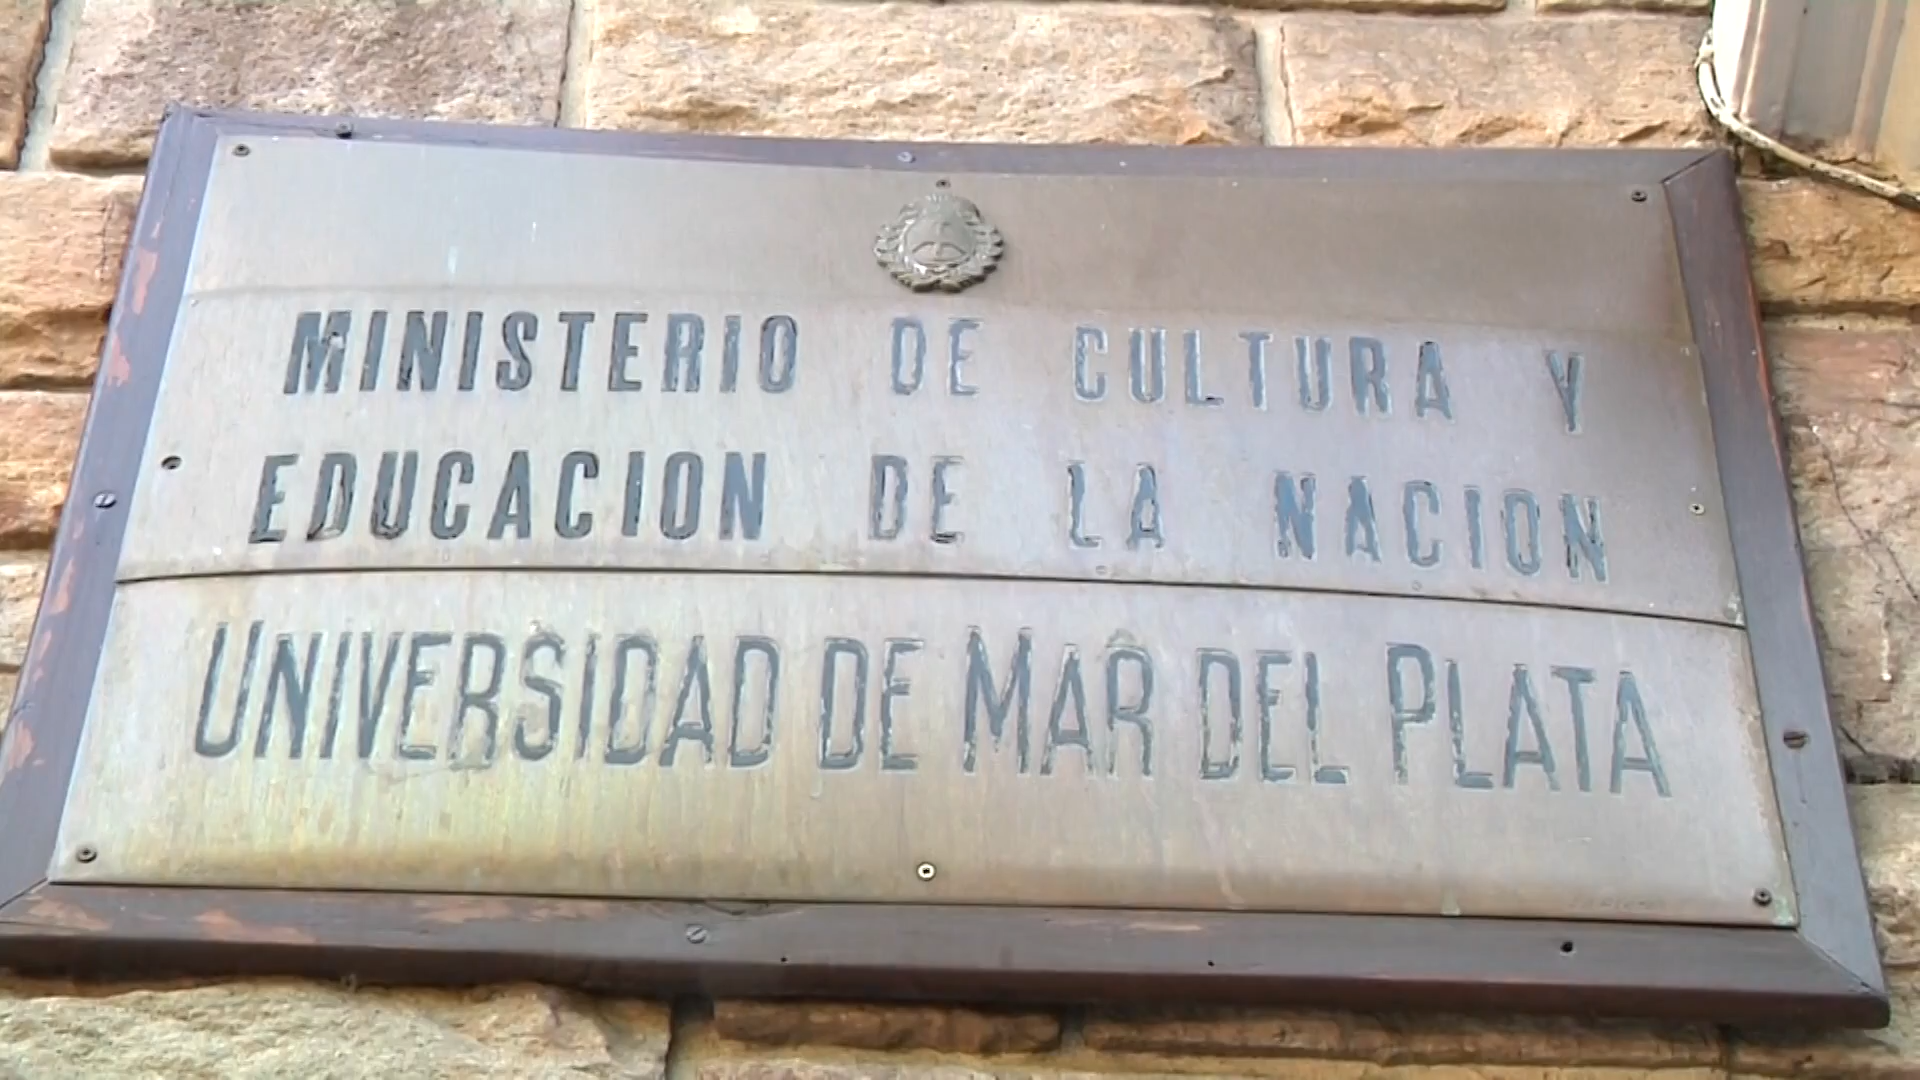 MINISTERIO DE CULTURA Y
EDUCACION DE LA NACION
UNIVERSIDAD DE MAR DEL PLATA